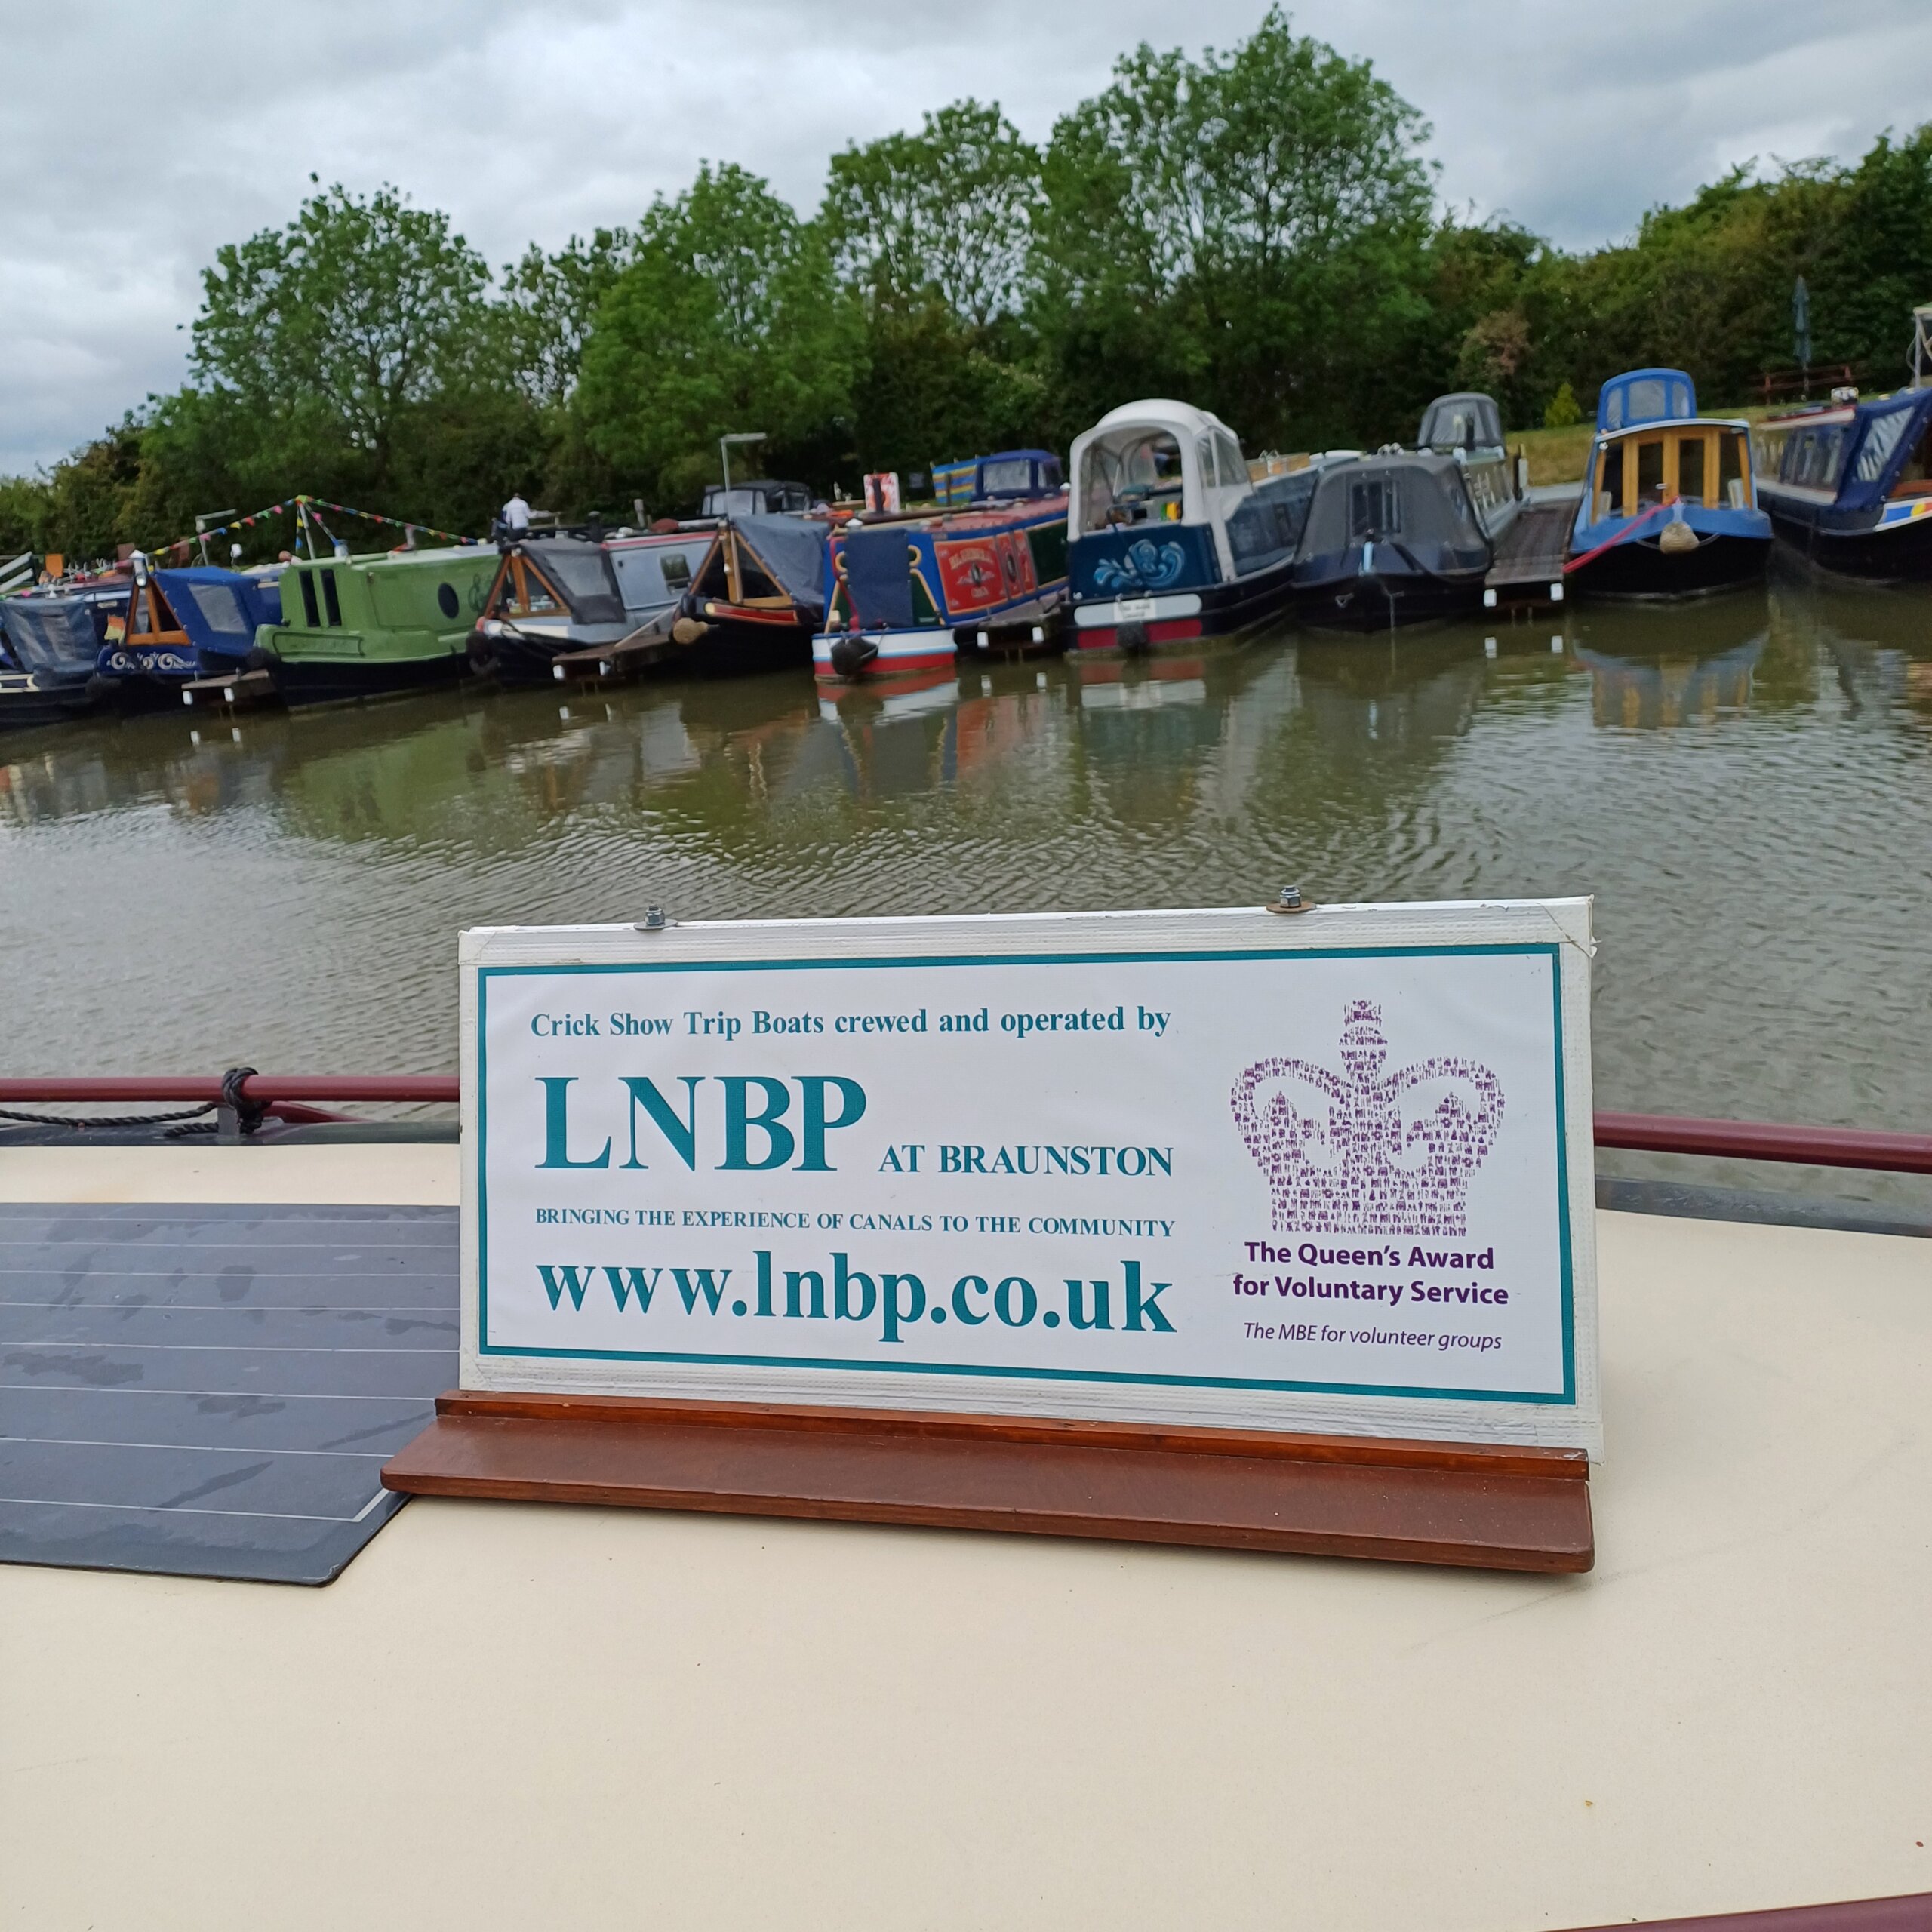 Crick Show Trip Boats crewed and operated by
LNBP AT BRAUNSTON
BRINGING THE EXPERIENCE OF CANALS TO THE COMMUNITY
www.lnbp.co.uk
The Queen's Award
for Voluntary Service
The MBE for volunteer groups